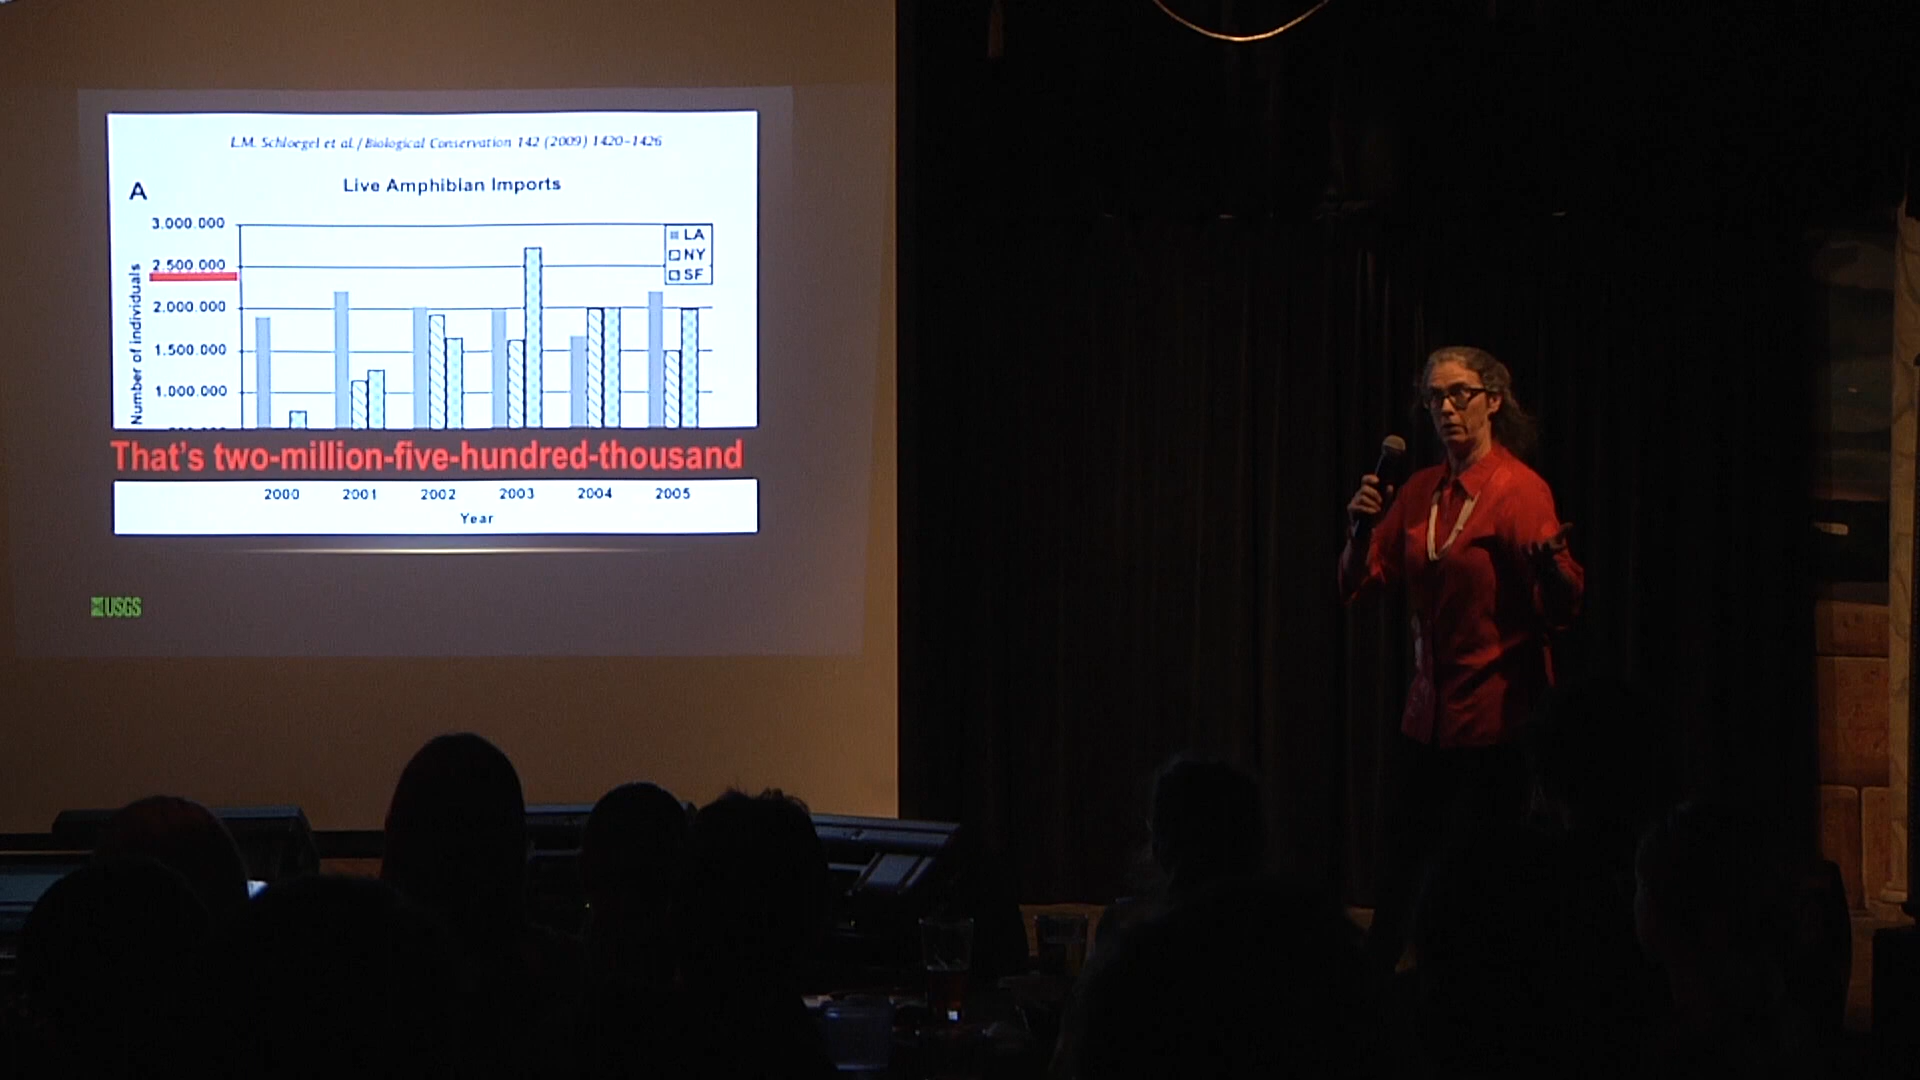 L.M. Schloegel et al. / Biological Conservation 142 (2009) 1420–1426
A
Live Amphibian Imports
Number of individuals
3.000.000
2.500.000
2.000.000
1.500.000
1.000.000
LA
NY
SF
That's two-million-five-hundred-thousand
2000 2001 2002 2003 2004 2005
Year
USGS